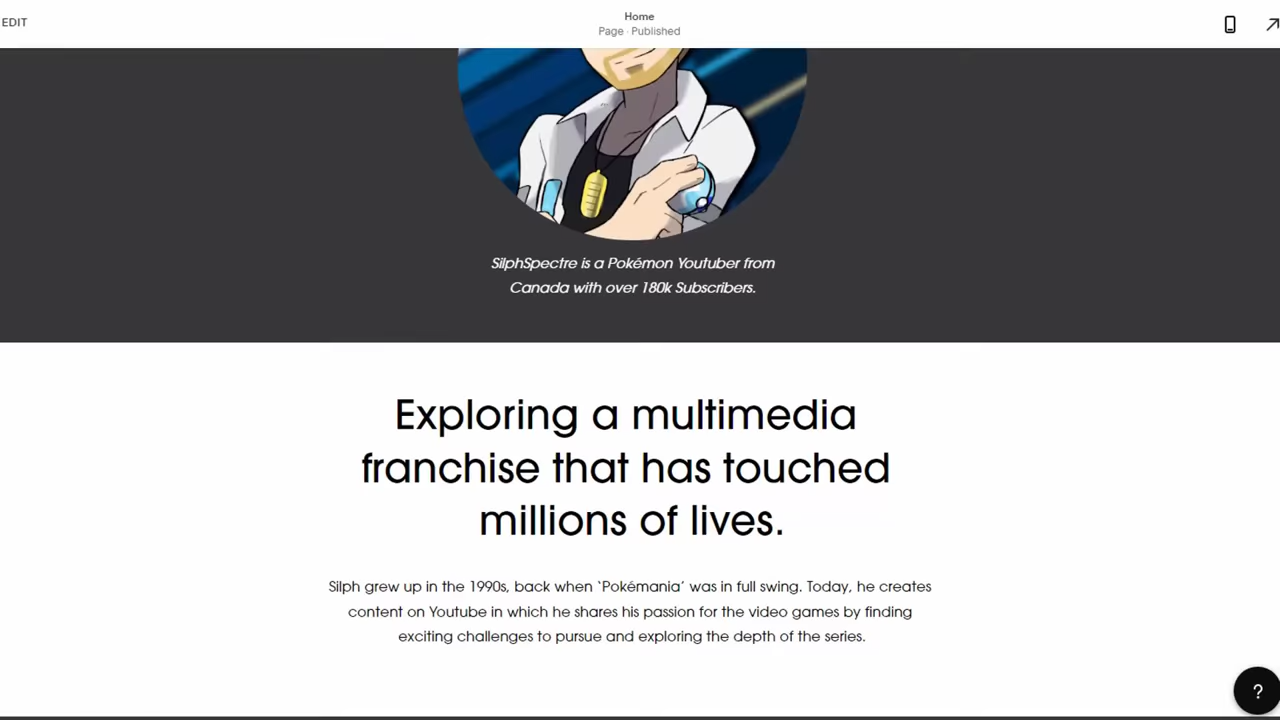 EDIT
Home
Page · Published
SilphSpectre is a Pokémon Youtuber from
Canada with over 180k Subscribers.
Exploring a multimedia
franchise that has touched
millions of lives.
Silph grew up in the 1990s, back when ‘Pokémania’ was in full swing. Today, he creates
content on Youtube in which he shares his passion for the video games by finding
exciting challenges to pursue and exploring the depth of the series.
?